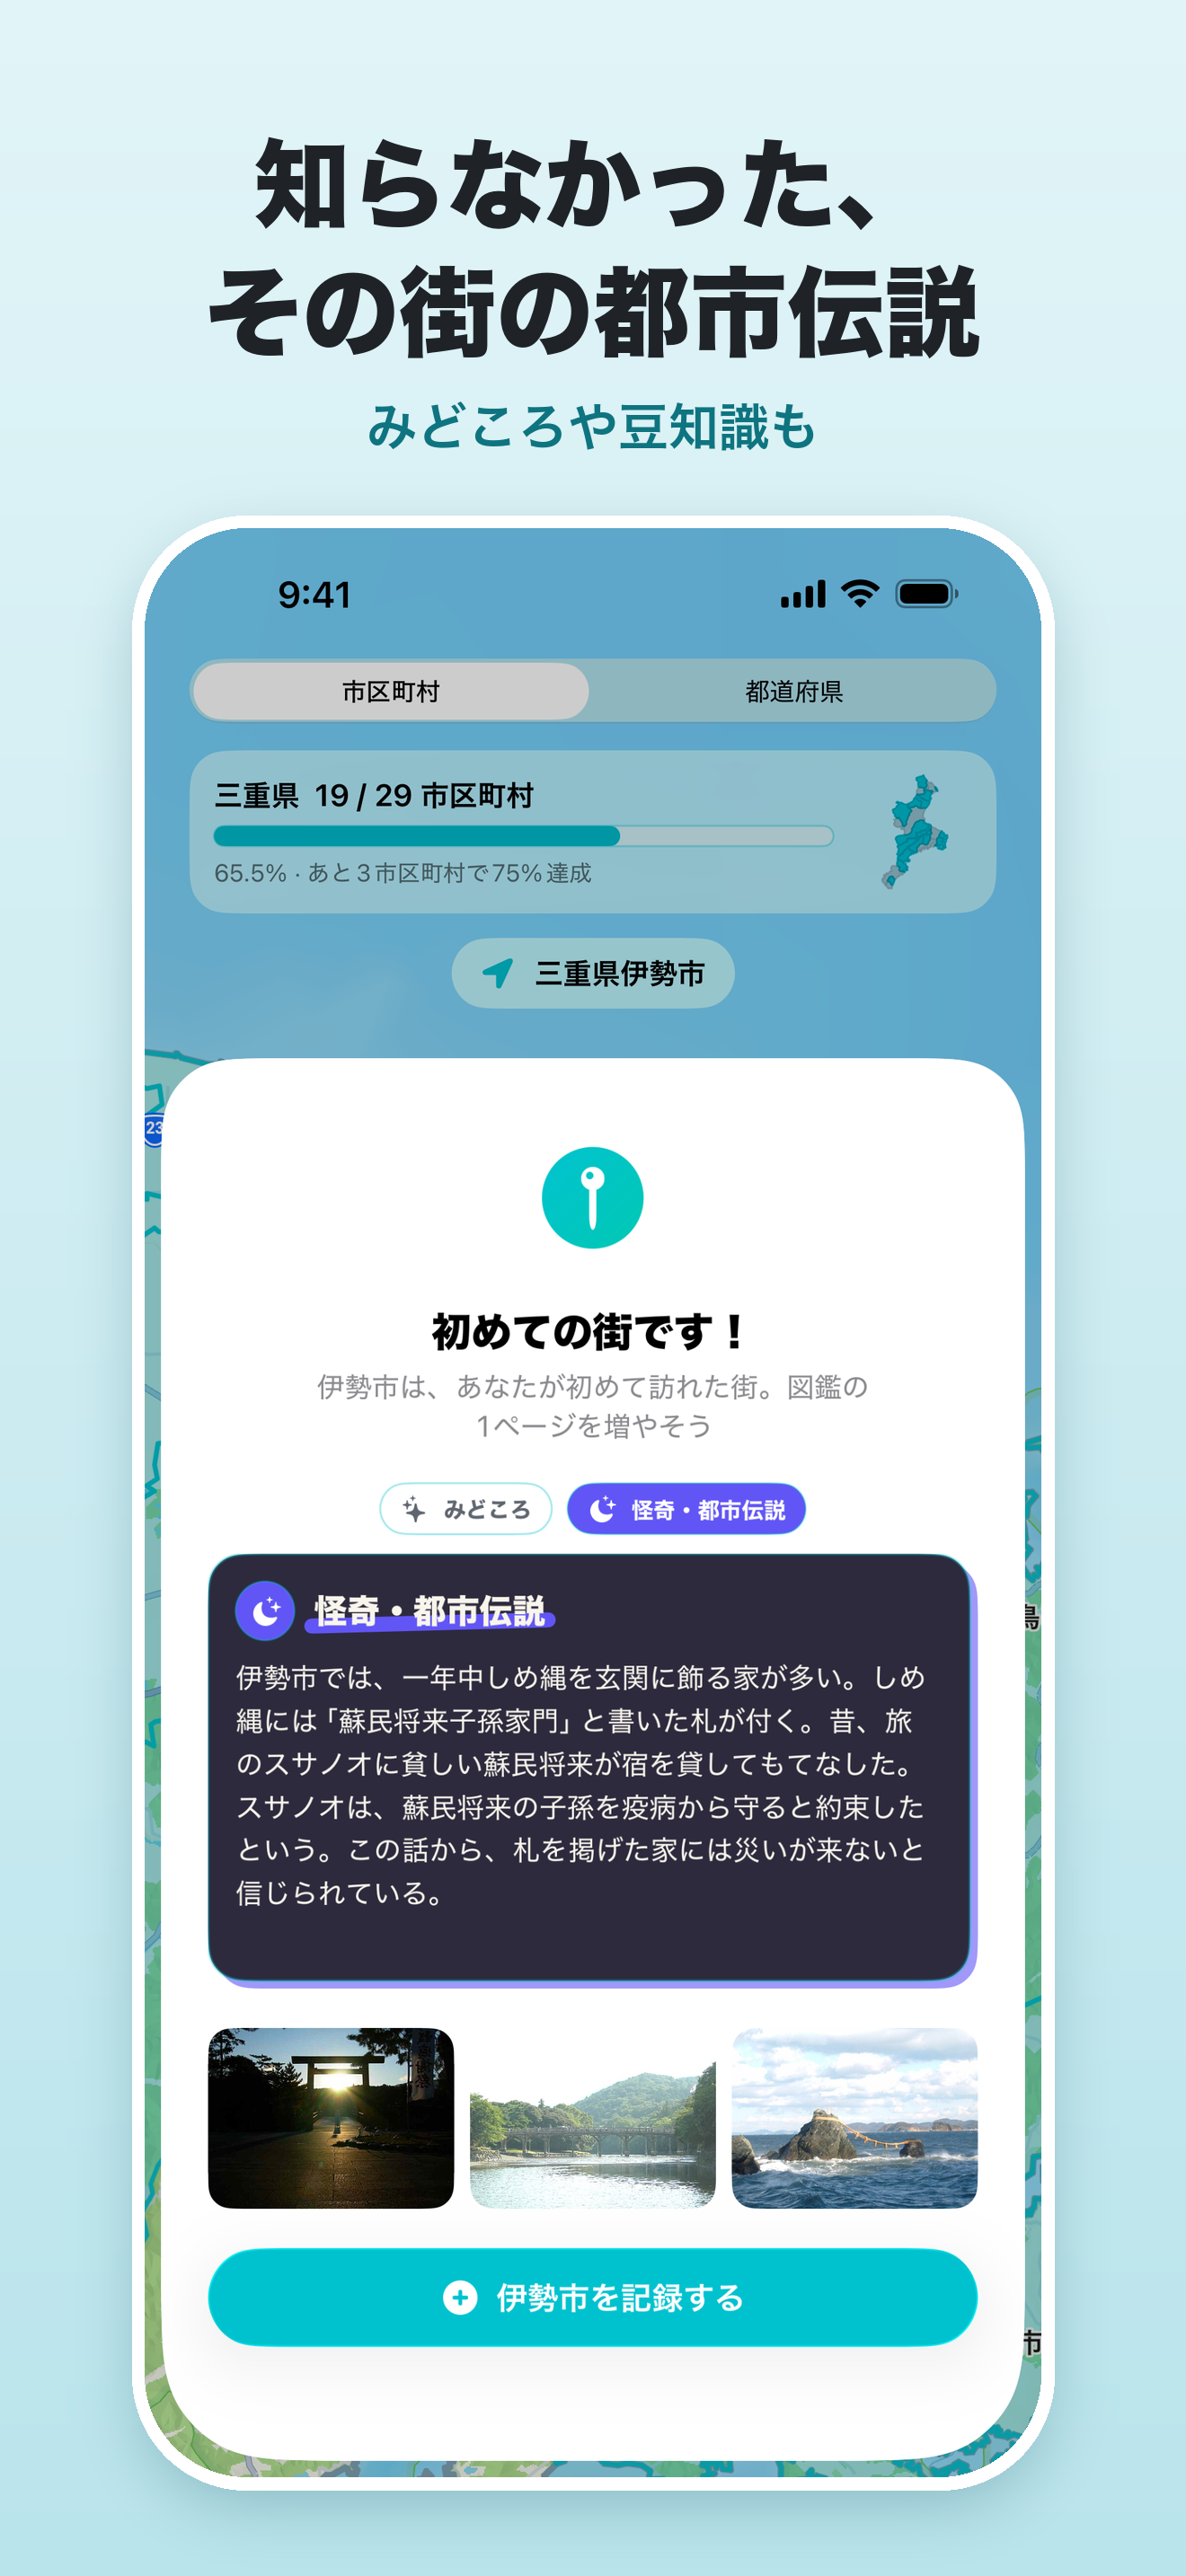 知らなかった、
その街の都市伝説
みどころや豆知識も
9:41
市区町村
都道府県
三重県 19 / 29 市区町村
65.5% · あと3市区町村で75%達成
三重県伊勢市
23
初めての街です！
伊勢市は、あなたが初めて訪れた街。図鑑の
1ページを増やそう
みどころ
怪奇・都市伝説
怪奇・都市伝説
伊勢市では、一年中しめ縄を玄関に飾る家が多い。しめ
縄には「蘇民将来子孫家門」と書いた札が付く。昔、旅
のスサノオに貧しい蘇民将来が宿を貸してもてなした。
スサノオは、蘇民将来の子孫を疫病から守ると約束した
という。この話から、札を掲げた家には災いが来ないと
信じられている。
鳥
伊勢市を記録する
市